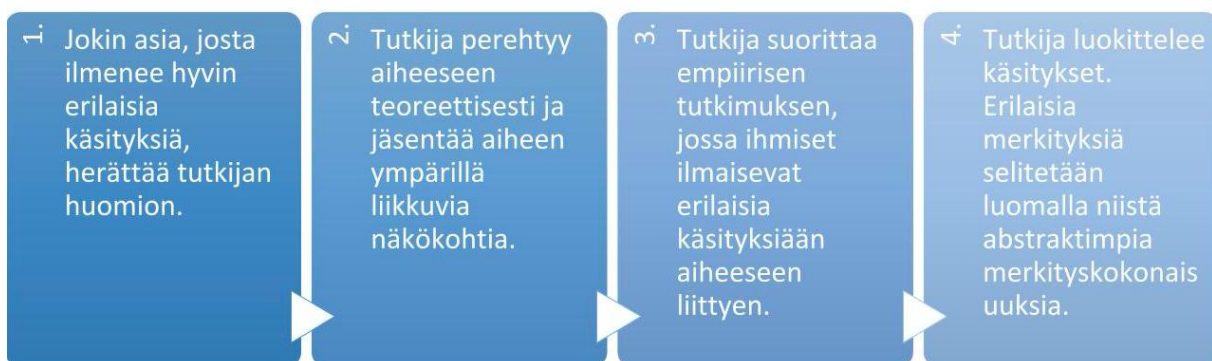 1.
Jokin asia, josta
ilmenee hyvin
erilaisia
käsityksiä,
herättää tutkijan
huomion.
2.
Tutkija perehtyy
aiheeseen
teoreettisesti ja
jäsentää aiheen
ympärillä
liikkuvia
näkökohtia.
3.
Tutkija suorittaa
empiirisen
tutkimuksen,
jossa ihmiset
ilmaisevat
erilaisia
käsityksiään
aiheeseen
liittyen.
4.
Tutkija luokittelee
käsitykset.
Erilaisia
merkityksiä
selitetään
luomalla niistä
abstraktimpia
merkityskokonais
uuksia.